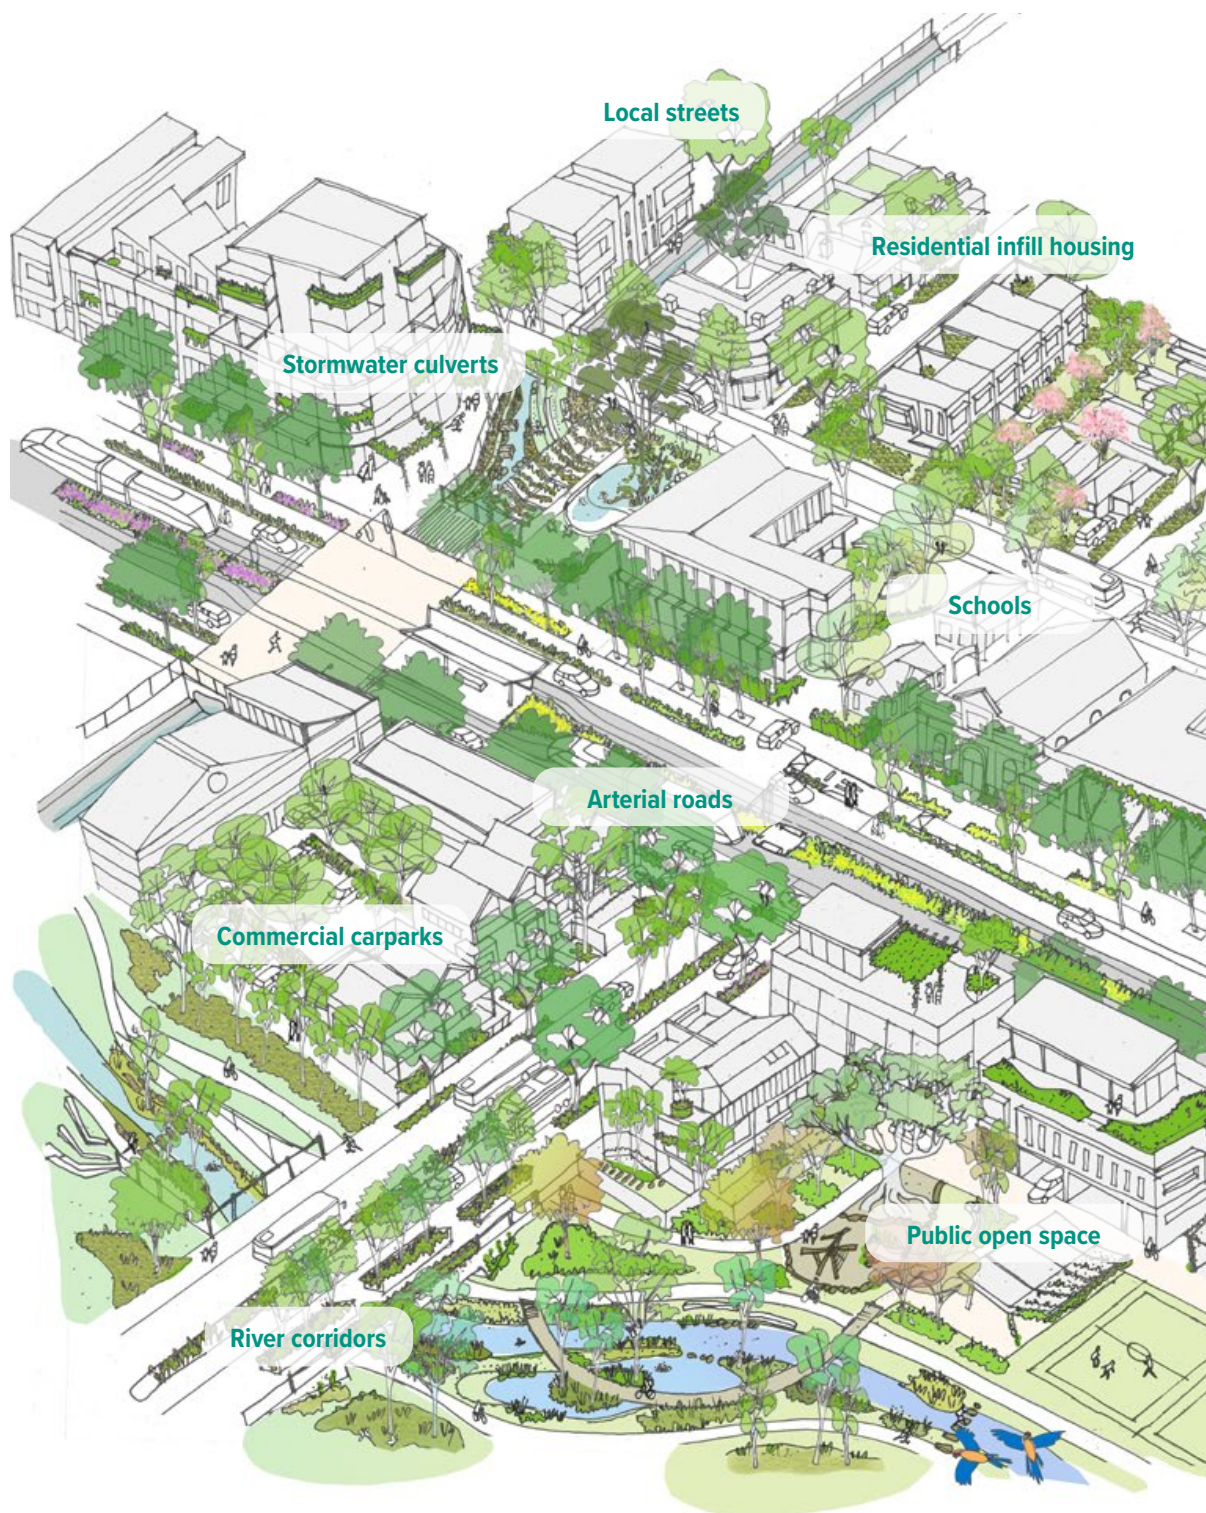 Local streets
Residential infill housing
Stormwater culverts
Schools
Arterial roads
Commercial carparks
Public open space
River corridors